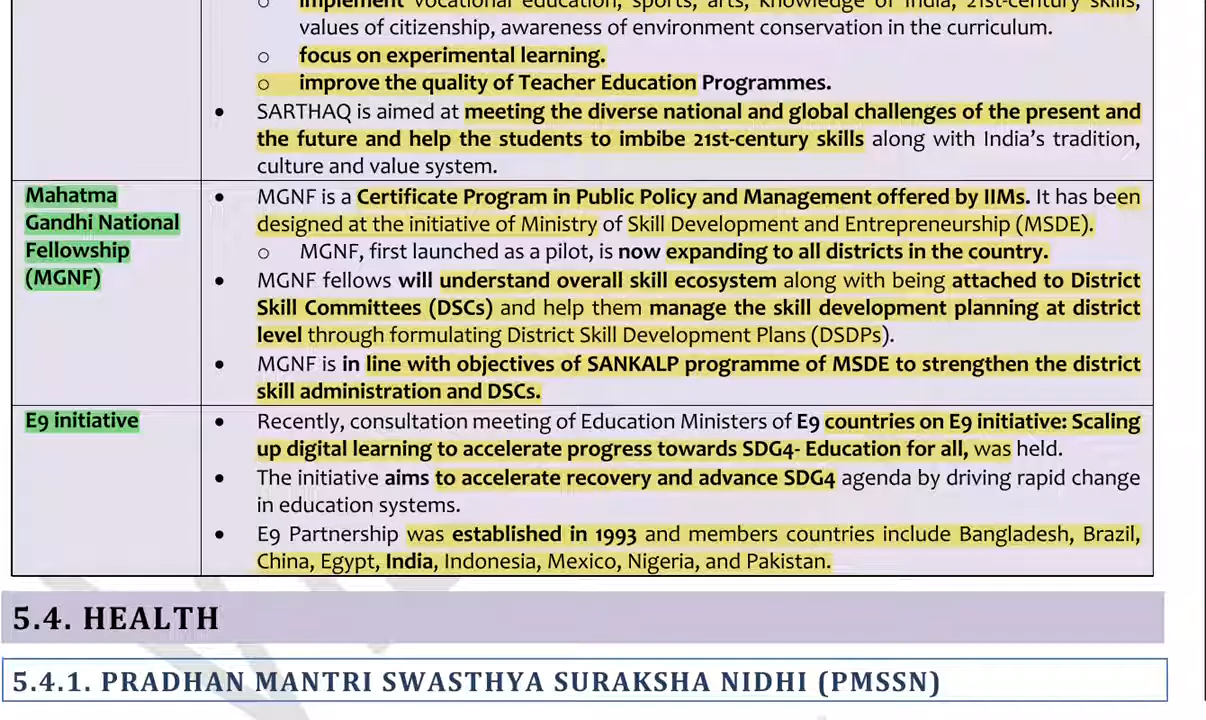 ○ implement vocational education, sports, arts, knowledge of India, 21st-century skills,
values of citizenship, awareness of environment conservation in the curriculum.
○ focus on experimental learning.
○ improve the quality of Teacher Education Programmes.
• SARTHAQ is aimed at meeting the diverse national and global challenges of the present and
the future and help the students to imbibe 21st-century skills along with India's tradition,
culture and value system.
Mahatma
Gandhi National
Fellowship
(MGNF)
• MGNF is a Certificate Program in Public Policy and Management offered by IIMs. It has been
designed at the initiative of Ministry of Skill Development and Entrepreneurship (MSDE).
○ MGNF, first launched as a pilot, is now expanding to all districts in the country.
• MGNF fellows will understand overall skill ecosystem along with being attached to District
Skill Committees (DSCs) and help them manage the skill development planning at district
level through formulating District Skill Development Plans (DSDPs).
• MGNF is in line with objectives of SANKALP programme of MSDE to strengthen the district
skill administration and DSCs.
E9 initiative
• Recently, consultation meeting of Education Ministers of E9 countries on E9 initiative: Scaling
up digital learning to accelerate progress towards SDG4- Education for all, was held.
• The initiative aims to accelerate recovery and advance SDG4 agenda by driving rapid change
in education systems.
• E9 Partnership was established in 1993 and members countries include Bangladesh, Brazil,
China, Egypt, India, Indonesia, Mexico, Nigeria, and Pakistan.
5.4. HEALTH
5.4.1. PRADHAN MANTRI SWASTHYA SURAKSHA NIDHI (PMSSN)